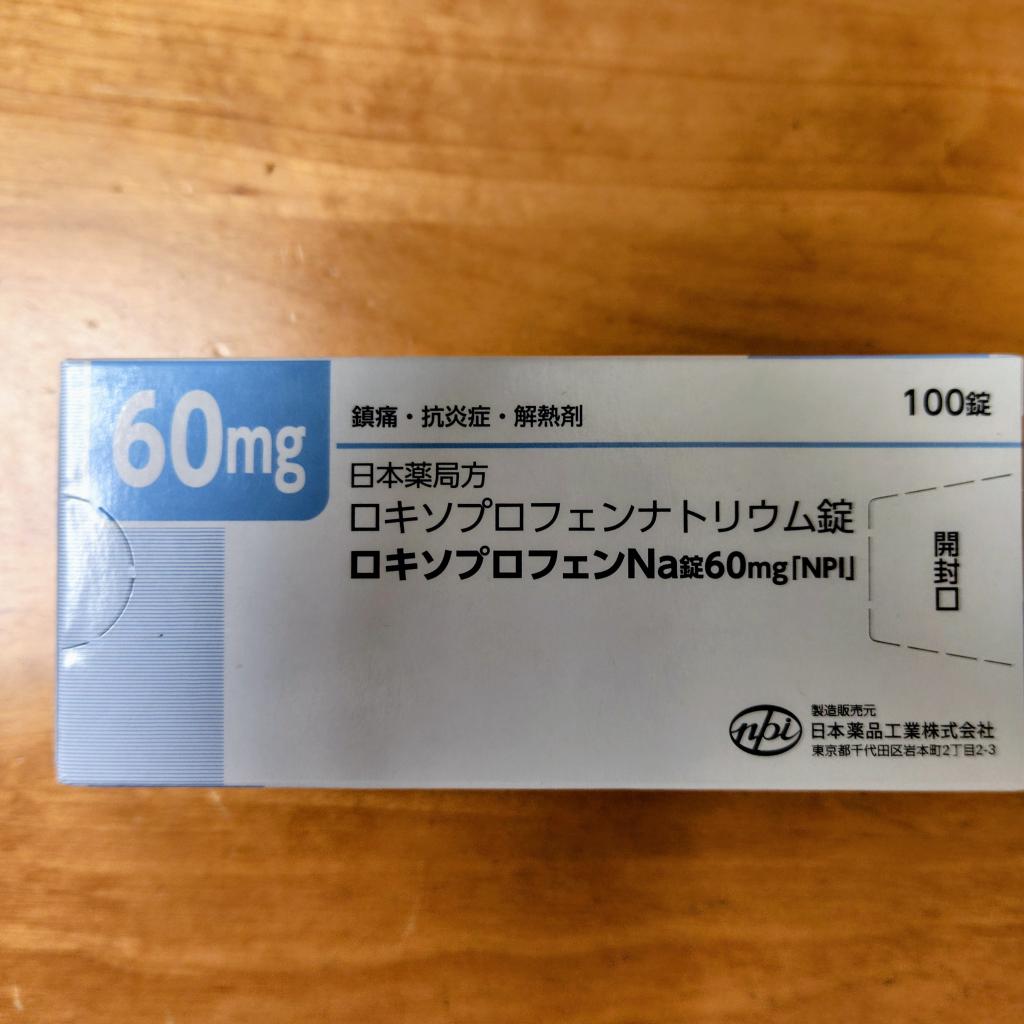 60mg
鎮痛・抗炎症・解熱剤
100錠
日本薬局方
ロキソプロフェンナトリウム錠
ロキソプロフェンNa錠60mg「NPI」
開封口
npi
製造販売元
日本薬品工業株式会社
東京都千代田区岩本町2丁目2-3